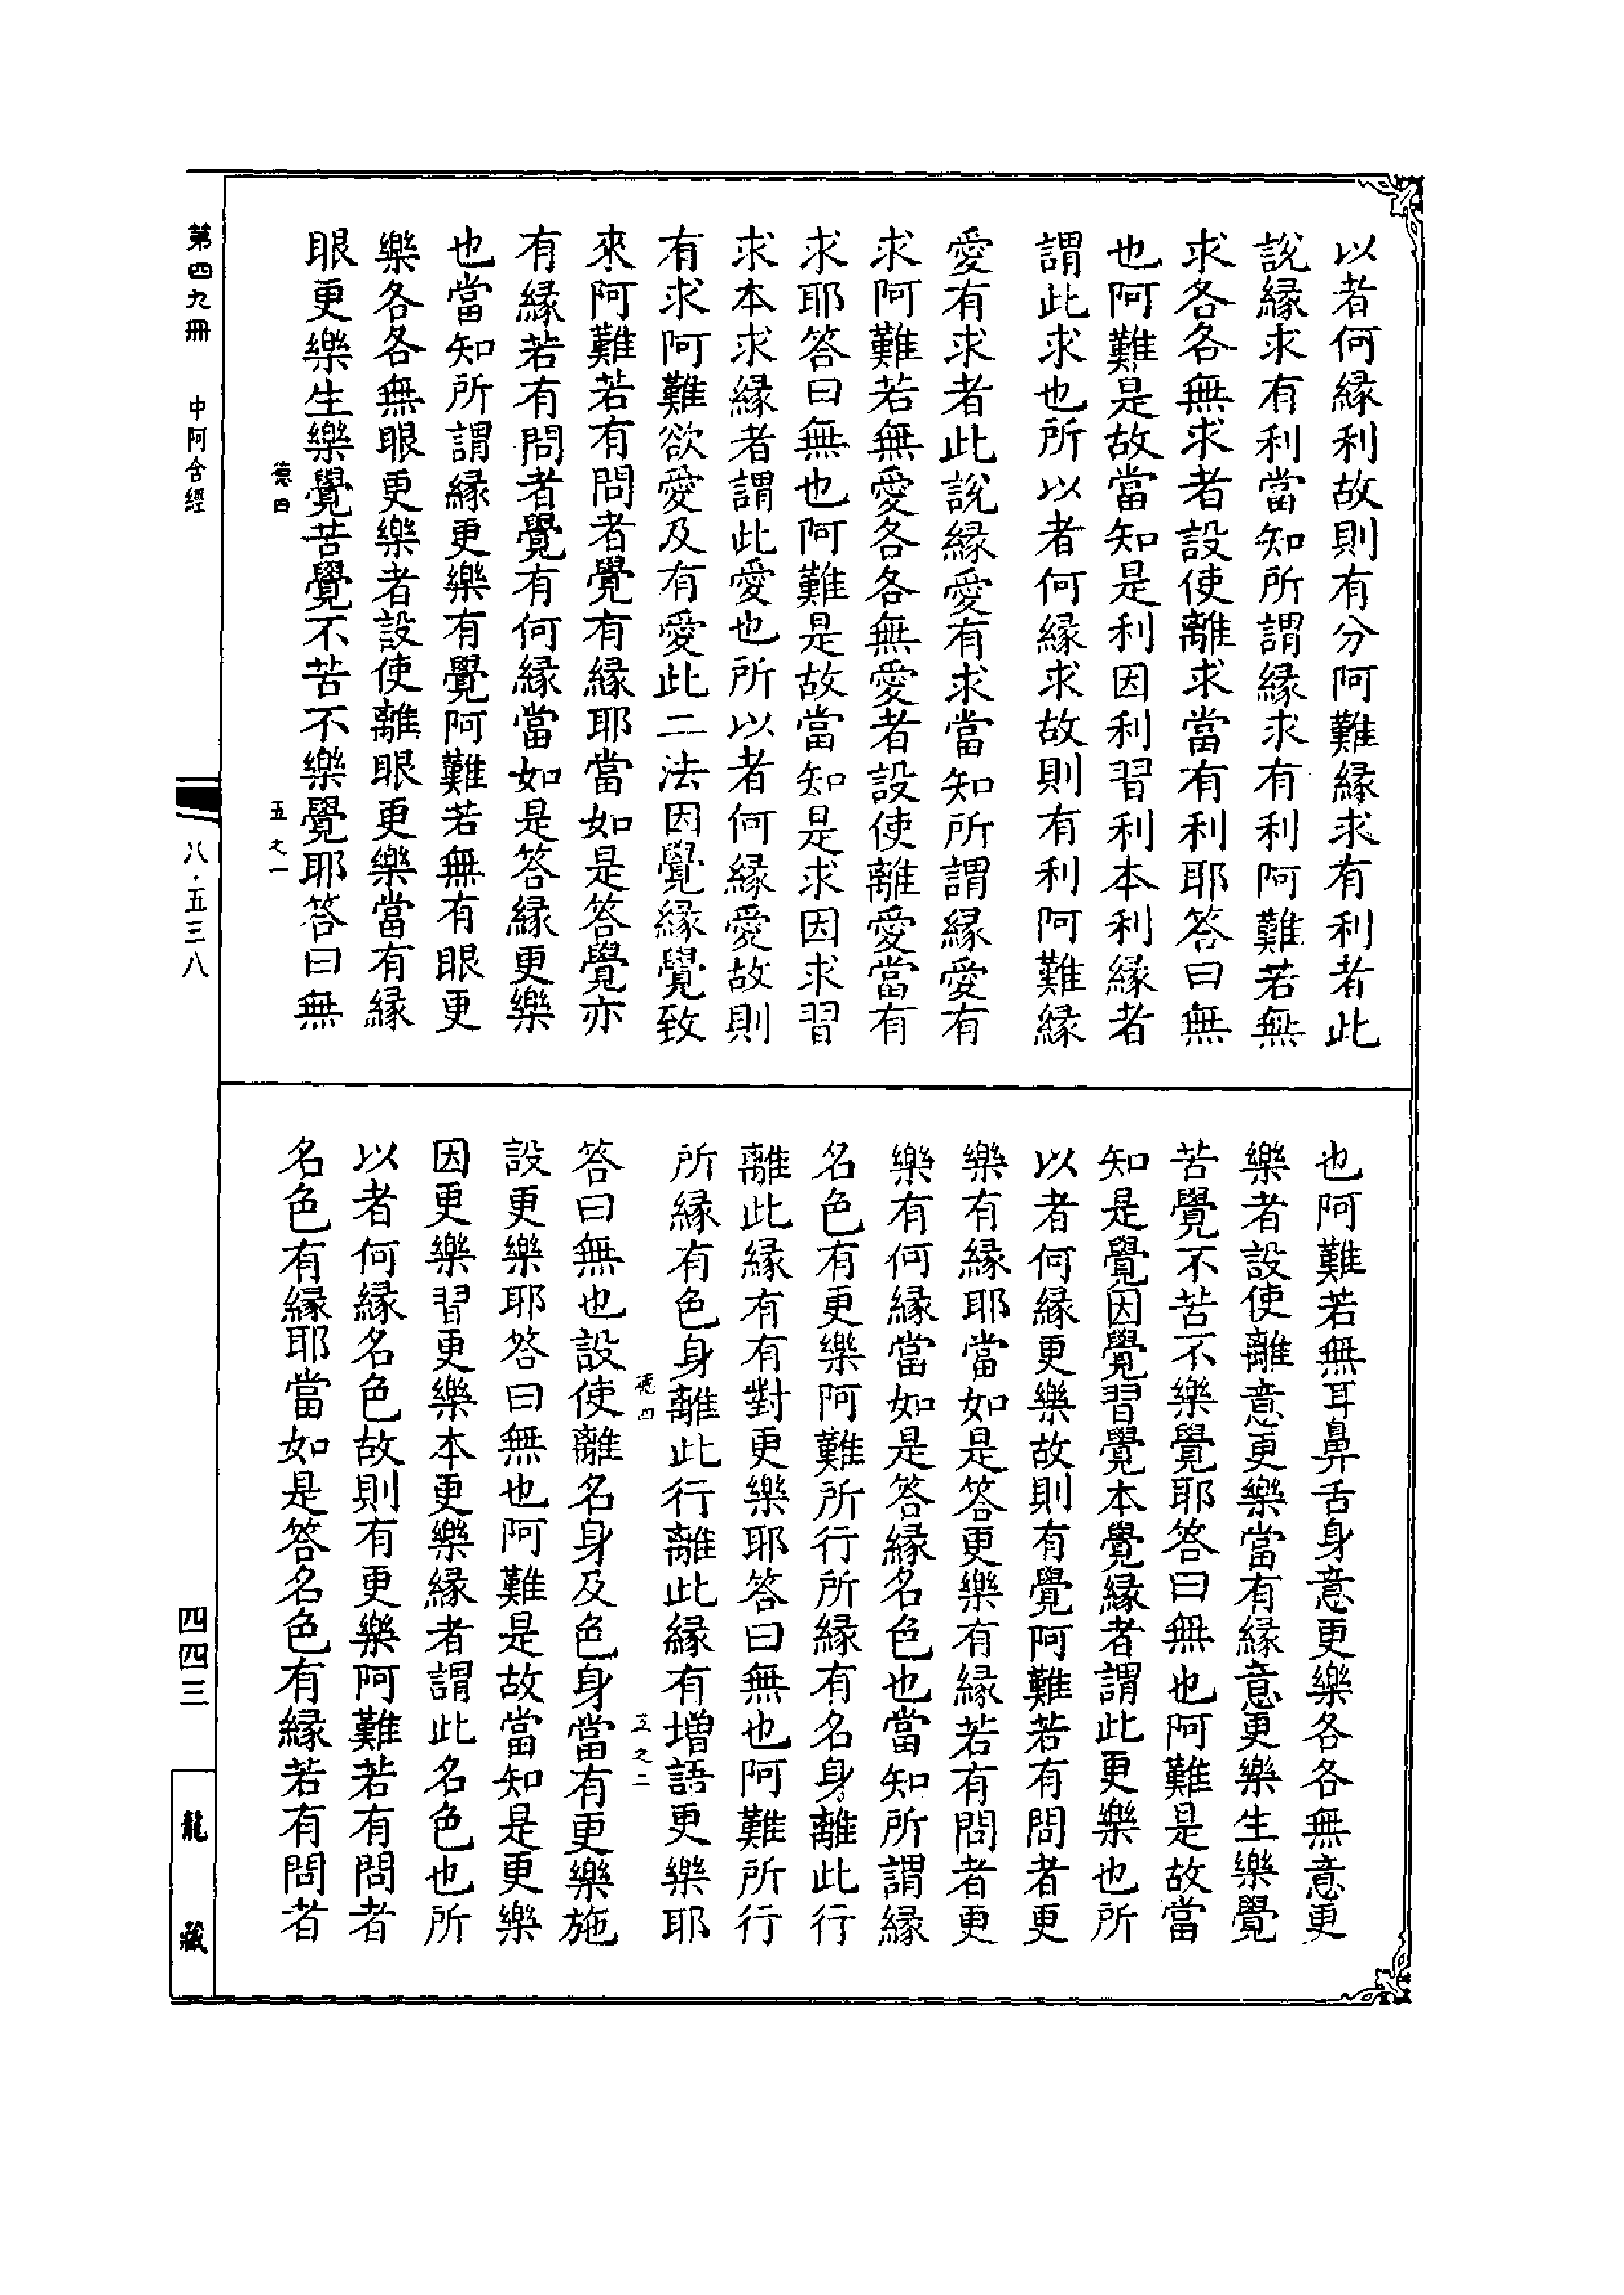 以者何緣利故則有分阿難緣求有利者此
說緣求有利當知所謂緣求有利阿難若無
求各各無求者設使離求當有利耶答曰無
也阿難是故當知是利因利習利本利緣者
謂此求也所以者何緣求故則有利阿難緣
愛有求者此說緣愛有求當知所謂緣愛有
求阿難若無愛各各無愛者設使離愛當有
求耶答曰無也阿難是故當知是求因求習
求本求緣者謂此愛也所以者何緣愛故則
有求阿難欲愛及有愛此二法因覺緣覺致
來阿難若有問者覺有緣耶當如是答覺亦
有緣若有問者覺有何緣當如是答緣更樂
也當知所謂緣更樂有覺阿難若無有眼更
樂各各無眼更樂者設使離眼更樂當有緣
眼更樂生樂覺苦覺不苦不樂覺耶答曰無
德四 五之一
也阿難若無耳鼻舌身意更樂各各無意更
樂者設使離意更樂當有緣意更樂生樂覺
苦覺不苦不樂覺耶答曰無也阿難是故當
知是覺因覺習覺本覺緣者謂此更樂也所
以者何緣更樂故則有覺阿難若有問者更
樂有緣耶當如是答更樂有緣若有問者更
樂有何緣當如是答緣名色也當知所謂緣
名色有更樂阿難所行所緣有名身離此行
離此緣有有對更樂耶答曰無也阿難所行
所緣有色身離此行離此緣有增語更樂耶
德四 五之二
答曰無也設使離名身及色身當有更樂施
設更樂耶答曰無也阿難是故當知是更樂
因更樂習更樂本更樂緣者謂此名色也所
以者何緣名色故則有更樂阿難若有問者
名色有緣耶當如是答名色有緣若有問者
第四九冊 中阿含經 八·五三八 四四三 龍藏